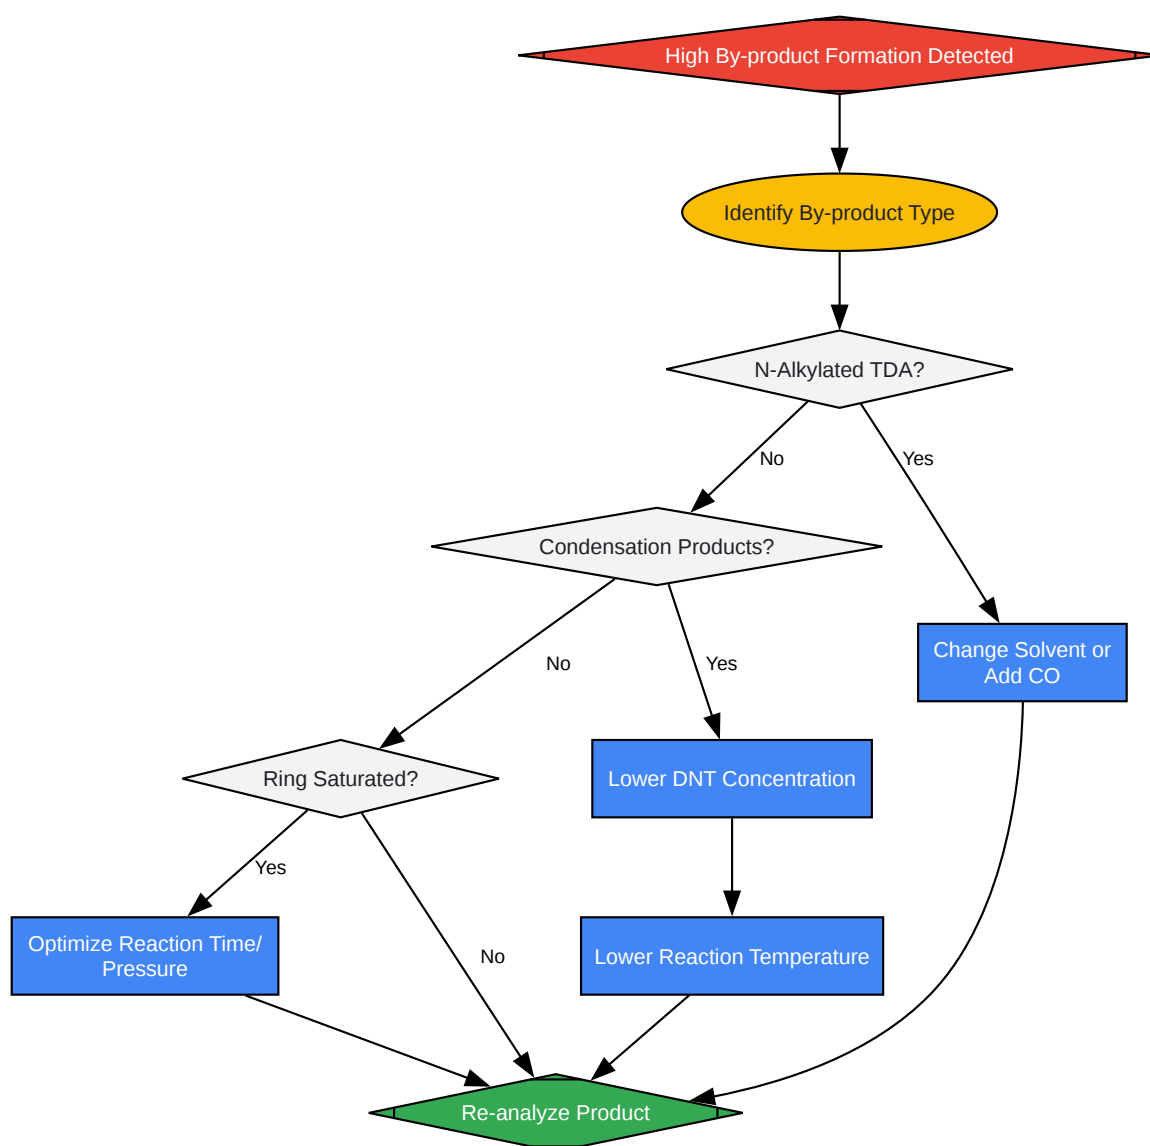 High By-product Formation Detected
Identify By-product Type
N-Alkylated TDA?
No
Yes
Condensation Products?
No
Yes
Change Solvent or
Add CO
Ring Saturated?
Lower DNT Concentration
Yes
No
Optimize Reaction Time/
Pressure
Lower Reaction Temperature
Re-analyze Product